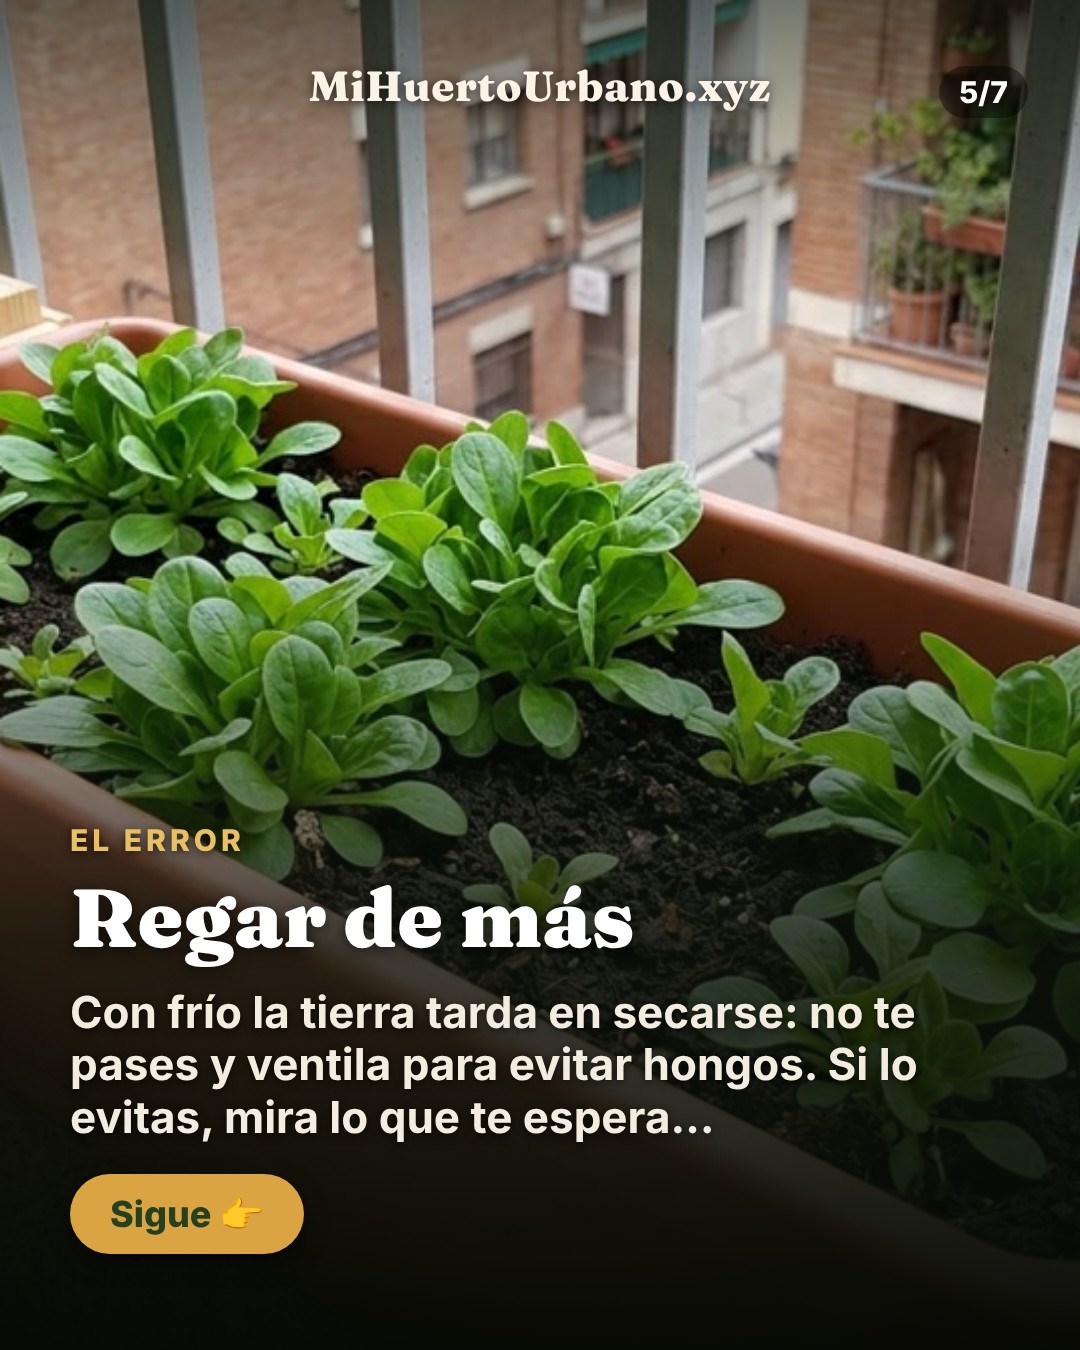 MiHuertoUrbano.xyz
5/7
EL ERROR
Regar de más
Con frío la tierra tarda en secarse: no te
pases y ventila para evitar hongos. Si lo
evitas, mira lo que te espera...
Sigue 👉